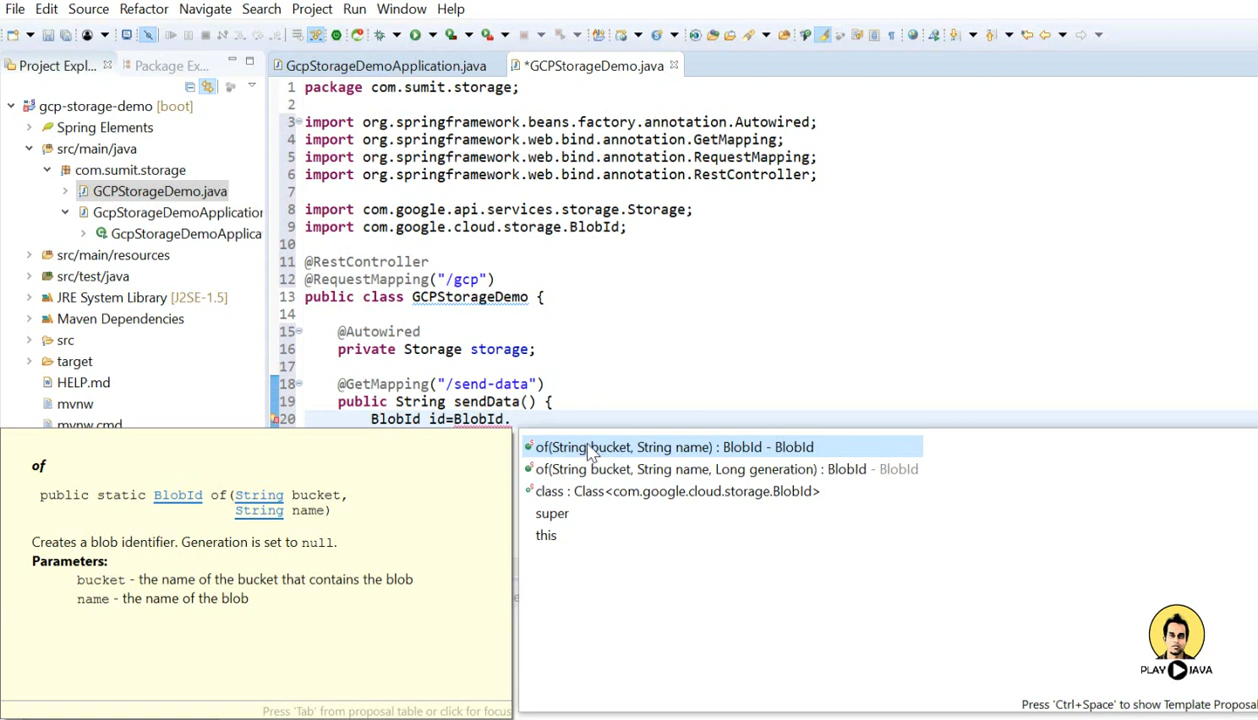 File Edit Source Refactor Navigate Search Project Run Window Help
Project Expl... Package Ex... GcpStorageDemoApplication.java *GCPStorageDemo.java
gcp-storage-demo [boot]
Spring Elements
src/main/java
com.sumit.storage
GCPStorageDemo.java
GcpStorageDemoApplication
GcpStorageDemoApplica
src/main/resources
src/test/java
JRE System Library [J2SE-1.5]
Maven Dependencies
src
target
HELP.md
mvnw
mvnw.cmd
1 package com.sumit.storage;
2
3 import org.springframework.beans.factory.annotation.Autowired;
4 import org.springframework.web.bind.annotation.GetMapping;
5 import org.springframework.web.bind.annotation.RequestMapping;
6 import org.springframework.web.bind.annotation.RestController;
7
8 import com.google.api.services.storage.Storage;
9 import com.google.cloud.storage.BlobId;
10
11 @RestController
12 @RequestMapping("/gcp")
13 public class GCPStorageDemo {
14
15 @Autowired
16 private Storage storage;
17
18 @GetMapping("/send-data")
19 public String sendData() {
20 BlobId id=BlobId.
of
public static BlobId of(String bucket,
String name)
Creates a blob identifier. Generation is set to null.
Parameters:
bucket - the name of the bucket that contains the blob
name - the name of the blob
Press 'Tab' from proposal table or click for focus
of(String bucket, String name) : BlobId - BlobId
of(String bucket, String name, Long generation) : BlobId - BlobId
class : Class<com.google.cloud.storage.BlobId>
super
this
PLAY JAVA
Press 'Ctrl+Space' to show Template Proposa